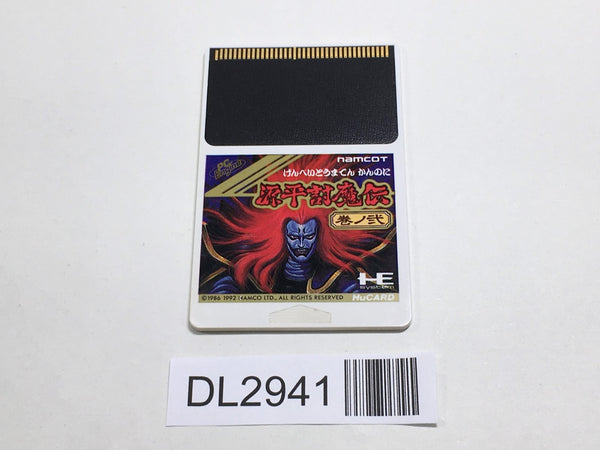 PC Engine
namcot
げんぺいとうまでん かんのに
源平討魔伝
巻ノ弐
HE
system
©1986 1992 NAMCO LTD., ALL RIGHTS RESERVED
HuCARD
DL2941